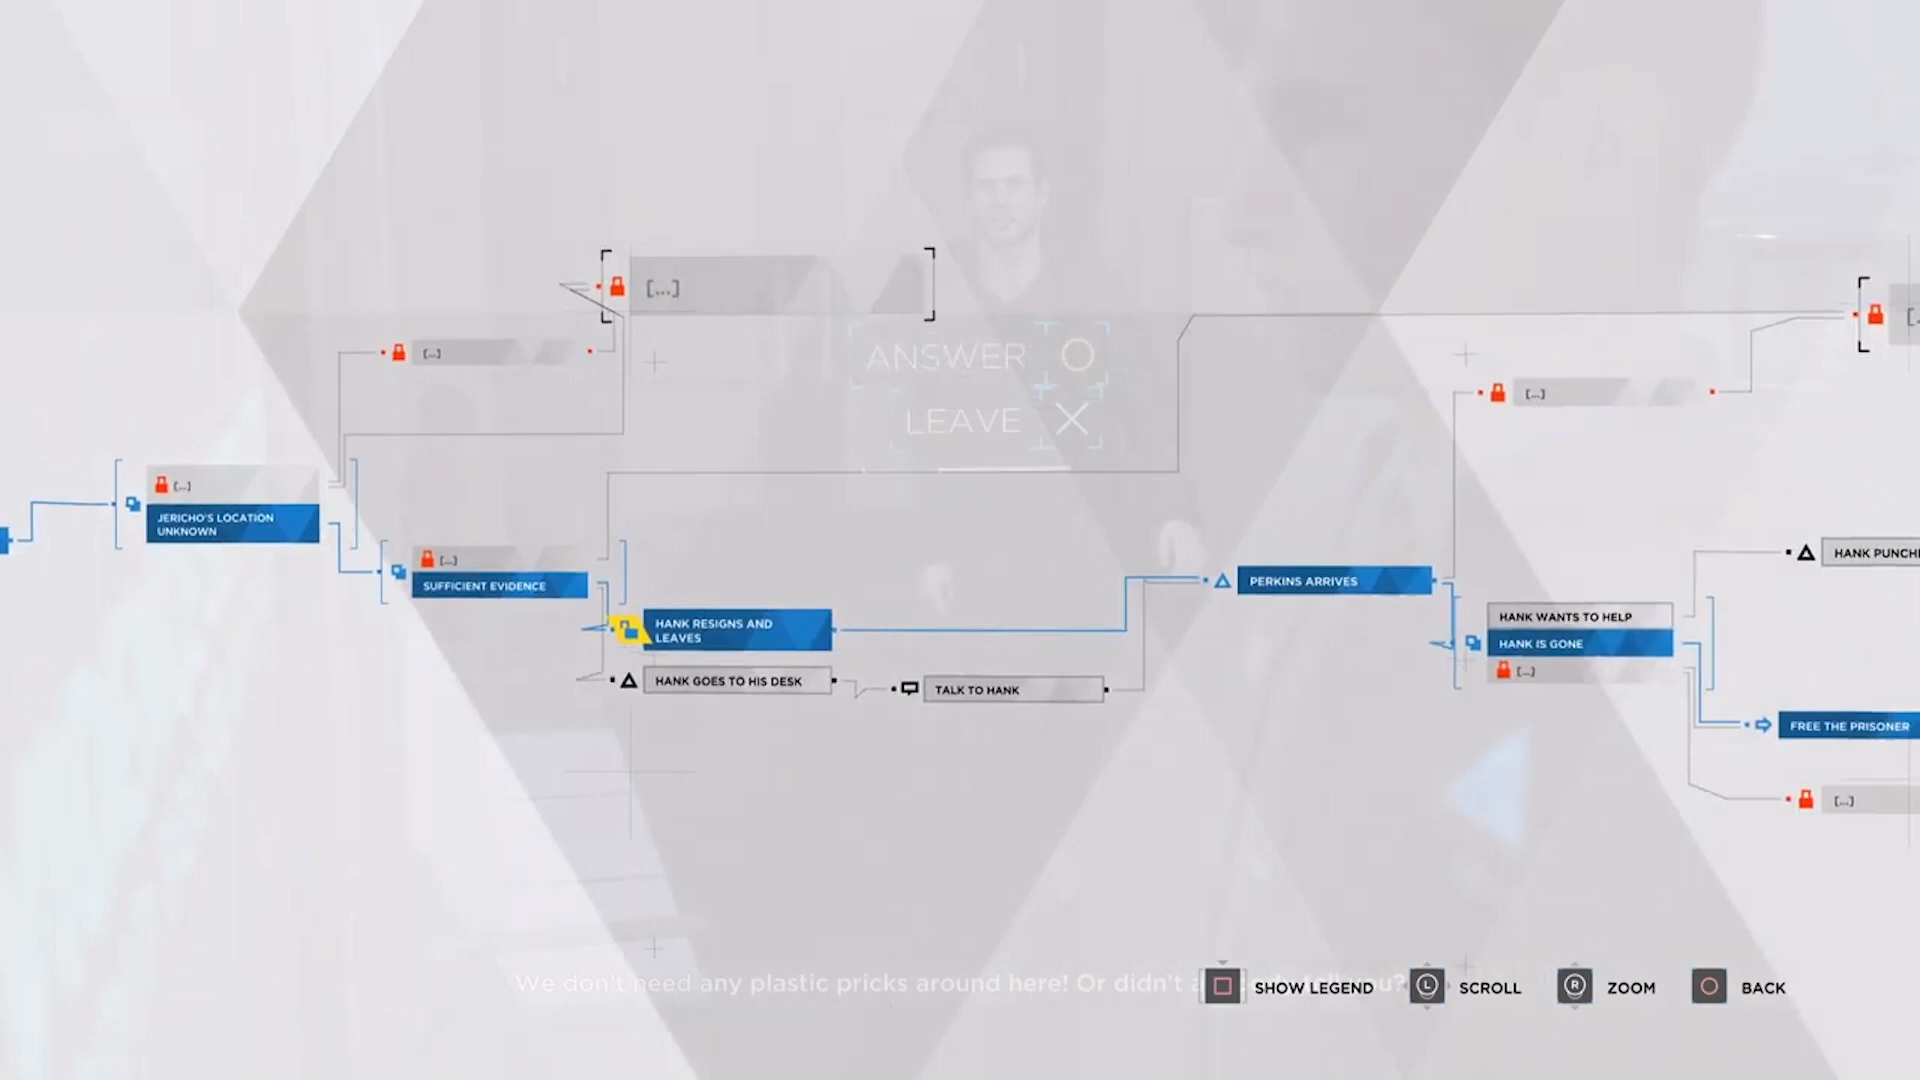 [...]
[...]
ANSWER
LEAVE
[...]
[...]
JERICHO'S LOCATION
UNKNOWN
[...]
SUFFICIENT EVIDENCE
HANK RESIGNS AND
LEAVES
HANK GOES TO HIS DESK
TALK TO HANK
PERKINS ARRIVES
HANK WANTS TO HELP
HANK IS GONE
[...]
FREE THE PRISONER
[...]
We don't need any plastic pricks around here! Or didn't
you?
SHOW LEGEND
L
SCROLL
R
ZOOM
BACK